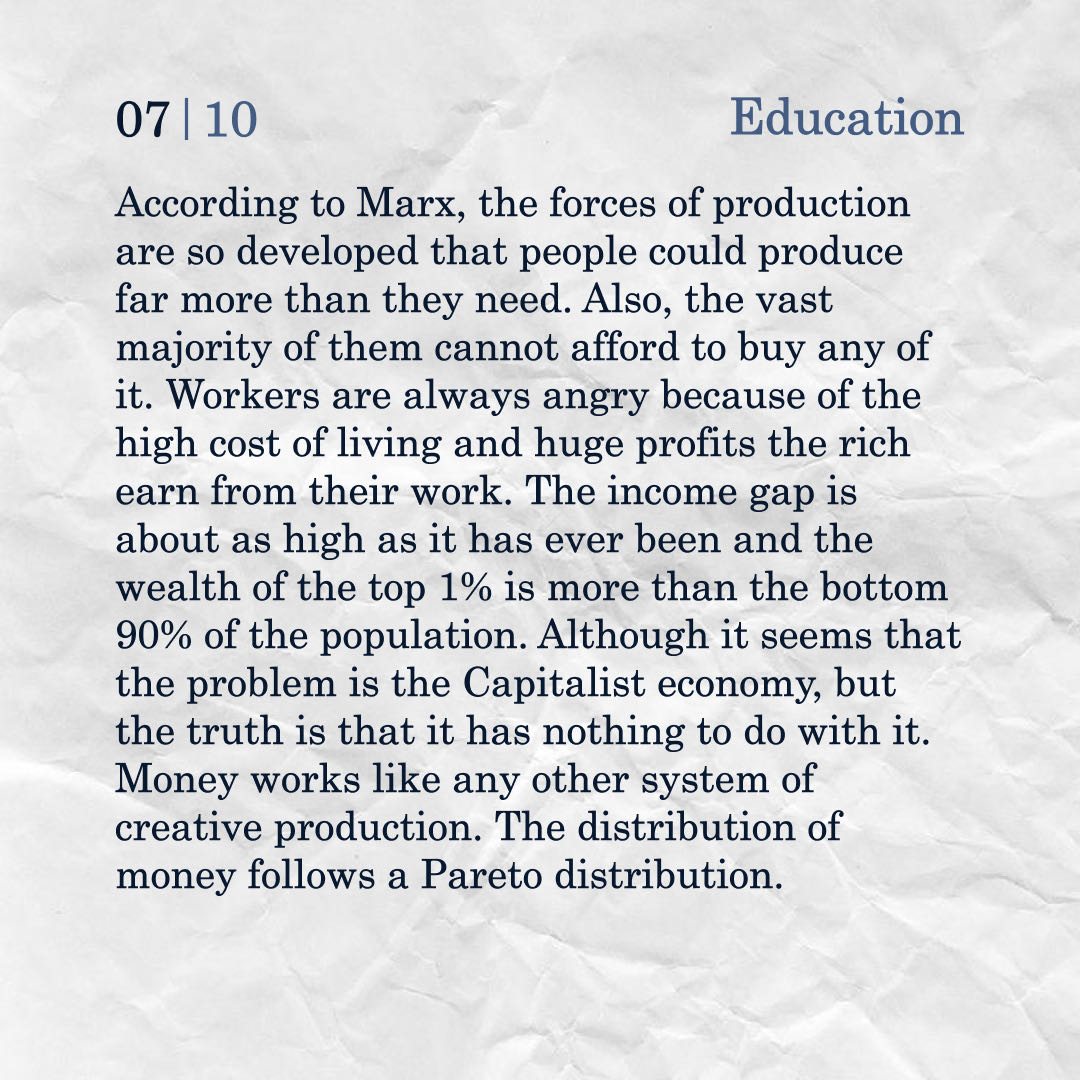 07 | 10
Education
According to Marx, the forces of production
are so developed that people could produce
far more than they need. Also, the vast
majority of them cannot afford to buy any of
it. Workers are always angry because of the
high cost of living and huge profits the rich
earn from their work. The income gap is
about as high as it has ever been and the
wealth of the top 1% is more than the bottom
90% of the population. Although it seems that
the problem is the Capitalist economy, but
the truth is that it has nothing to do with it.
Money works like any other system of
creative production. The distribution of
money follows a Pareto distribution.